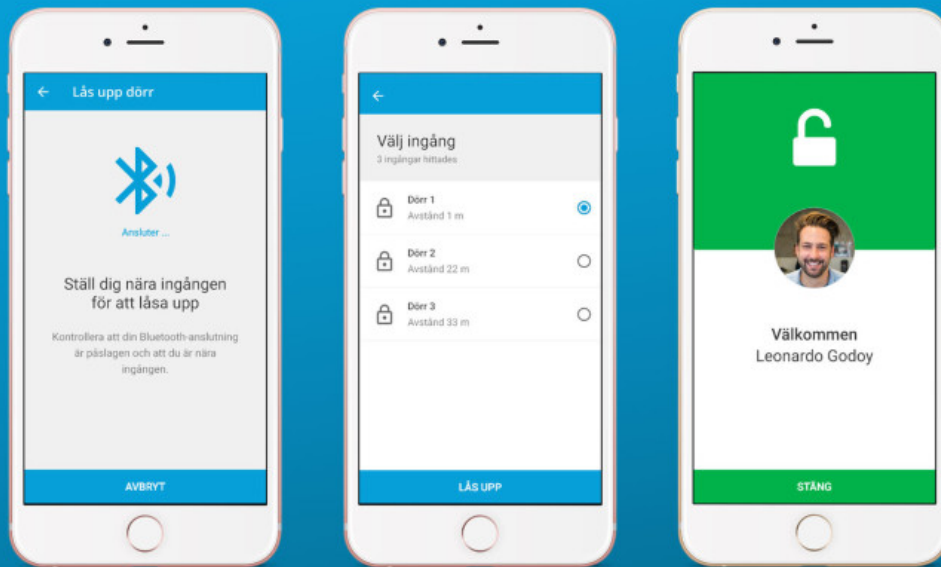 Lås upp dörr
Ansluter ...
Ställ dig nära ingången
för att låsa upp
Kontrollera att din Bluetooth-anslutning
är påslagen och att du är nära
ingången.
AVBRYT
Välj ingång
3 ingångar hittades
Dörr 1
Avstånd 1 m
Dörr 2
Avstånd 22 m
Dörr 3
Avstånd 33 m
LÅS UPP
Välkommen
Leonardo Godoy
STÄNG